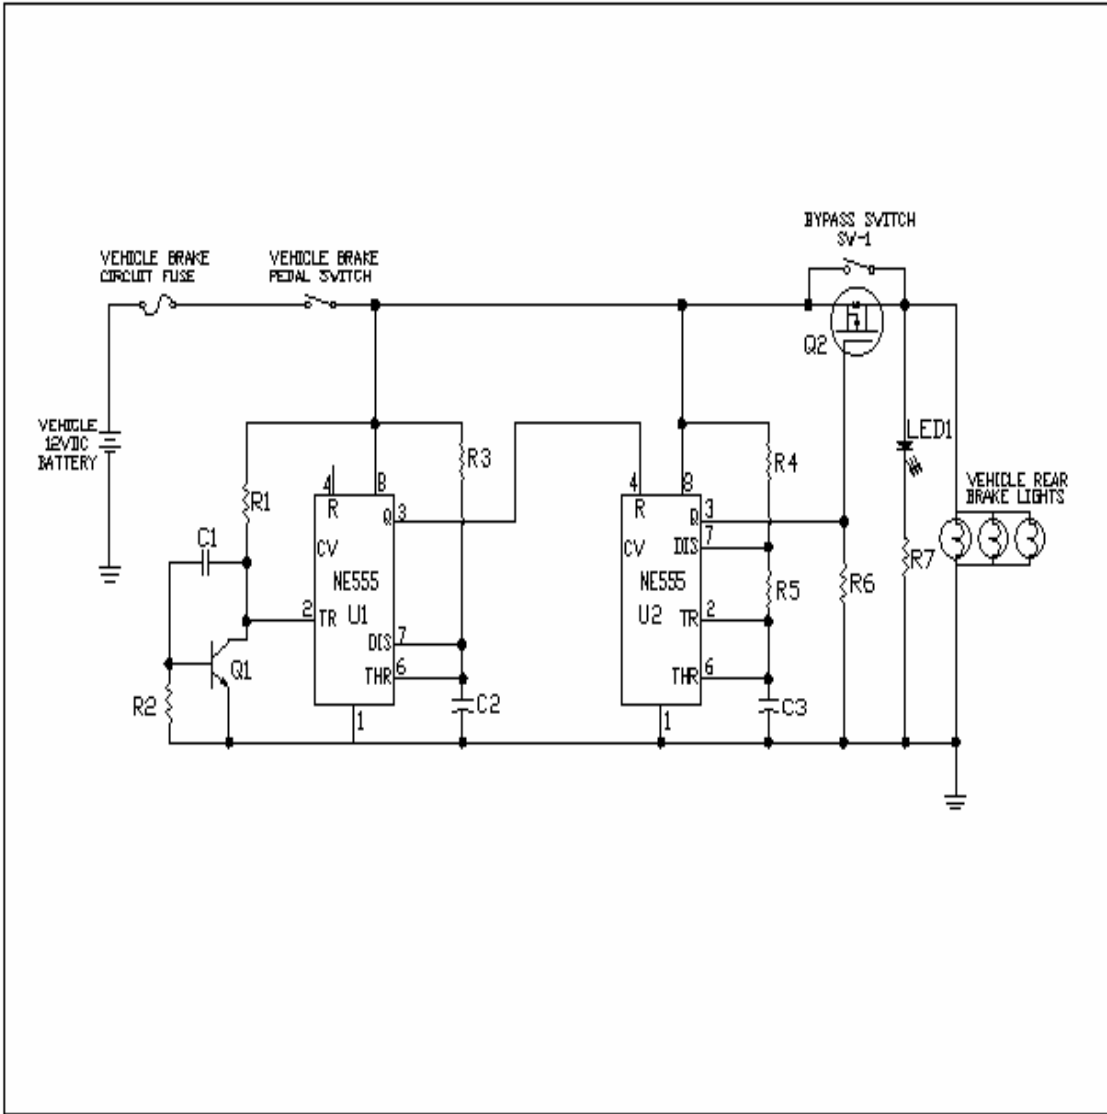 BYPASS SWITCH
SW-1
VEHICLE BRAKE
CIRCUIT FUSE
VEHICLE BRAKE
PEDAL SWITCH
Q2
VEHICLE
12VDC
BATTERY
LED1
R3
R4
4
8
4
8
VEHICLE REAR
BRAKE LIGHTS
R1
R
Q
3
R
Q
3
C1
CV
CV
DIS
7
R7
NE555
NE555
R5
R6
2
TR
U1
U2
TR
2
DIS
7
Q1
THR
6
THR
6
R2
C2
C3
1
1